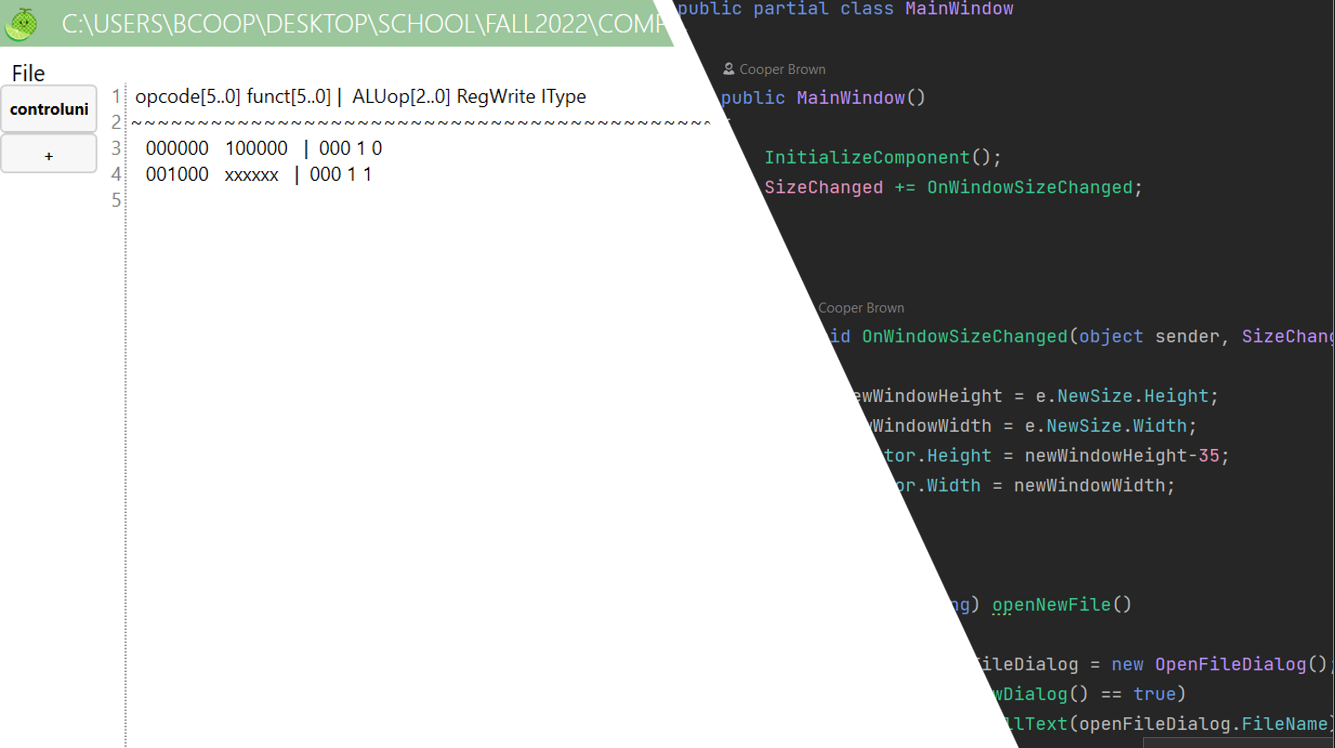 C:\USERS\BCOOP\DESKTOP\SCHOOL\FALL2022\COMP
File
controluni
+
1 opcode[5..0] funct[5..0] | ALUop[2..0] RegWrite IType
2 ~~~~~~~~~~~~~~~~~~~~~~~~~~~~~~~~~~~~~~~~~~~~
3 000000 100000 | 000 1 0
4 001000 xxxxxx | 000 1 1
5
public partial class MainWindow
Cooper Brown
public MainWindow()
InitializeComponent();
SizeChanged += OnWindowSizeChanged;
Cooper Brown
id OnWindowSizeChanged(object sender, SizeChang
ewWindowHeight = e.NewSize.Height;
wWindowWidth = e.NewSize.Width;
tor.Height = newWindowHeight-35;
or.Width = newWindowWidth;
ng) openNewFile()
FileDialog = new OpenFileDialog();
wDialog() == true)
llText(openFileDialog.FileName)